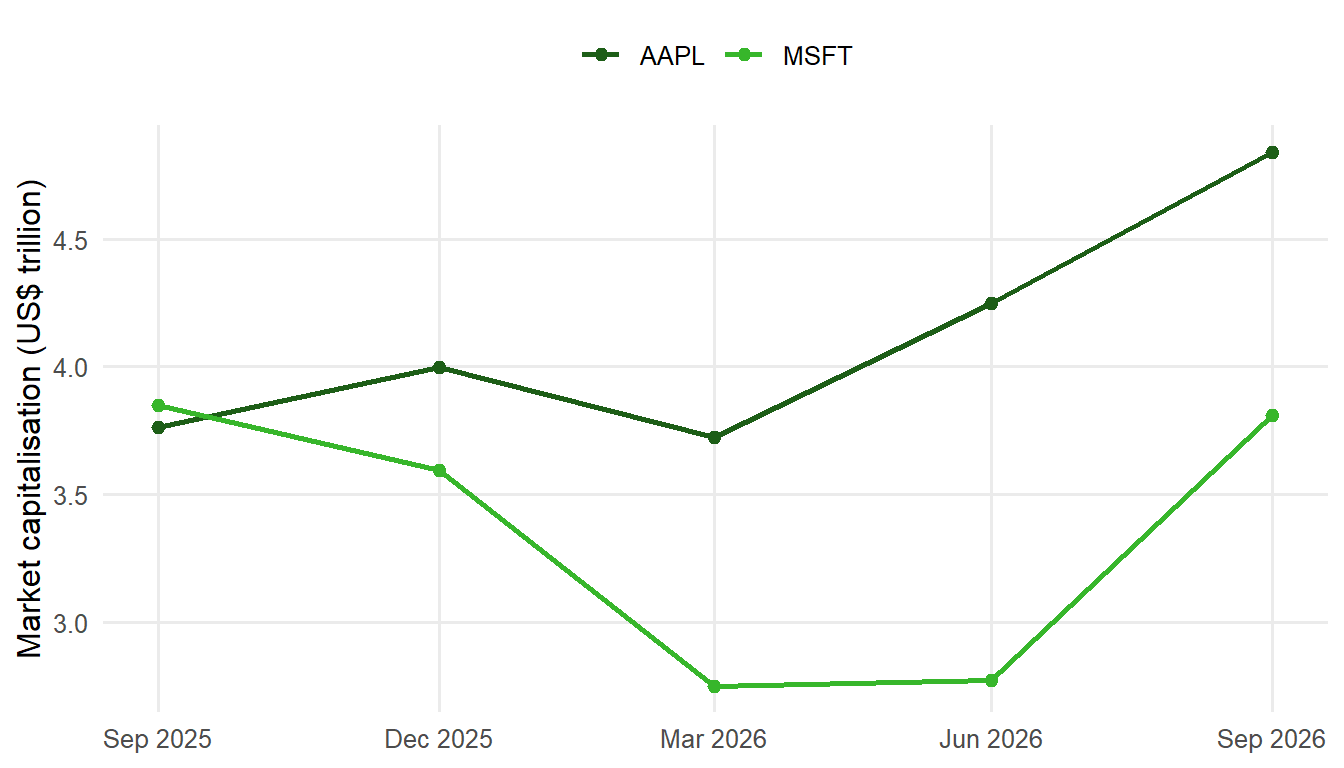 AAPL MSFT
Market capitalisation (US$ trillion)
4.5
4.0
3.5
3.0
Sep 2025 Dec 2025 Mar 2026 Jun 2026 Sep 2026